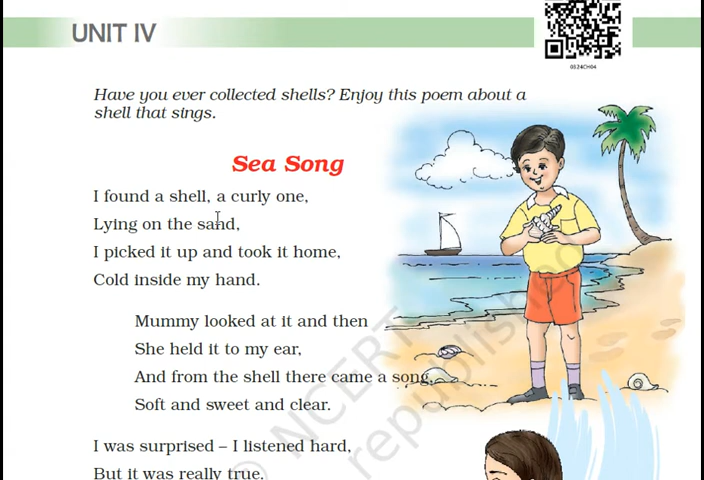 UNIT IV
0324CH04
Have you ever collected shells? Enjoy this poem about a
shell that sings.
Sea Song
I found a shell, a curly one,
Lying on the sand,
I picked it up and took it home,
Cold inside my hand.
Mummy looked at it and then
She held it to my ear,
And from the shell there came a song,
Soft and sweet and clear.
I was surprised – I listened hard,
But it was really true.
© NCERT
republished